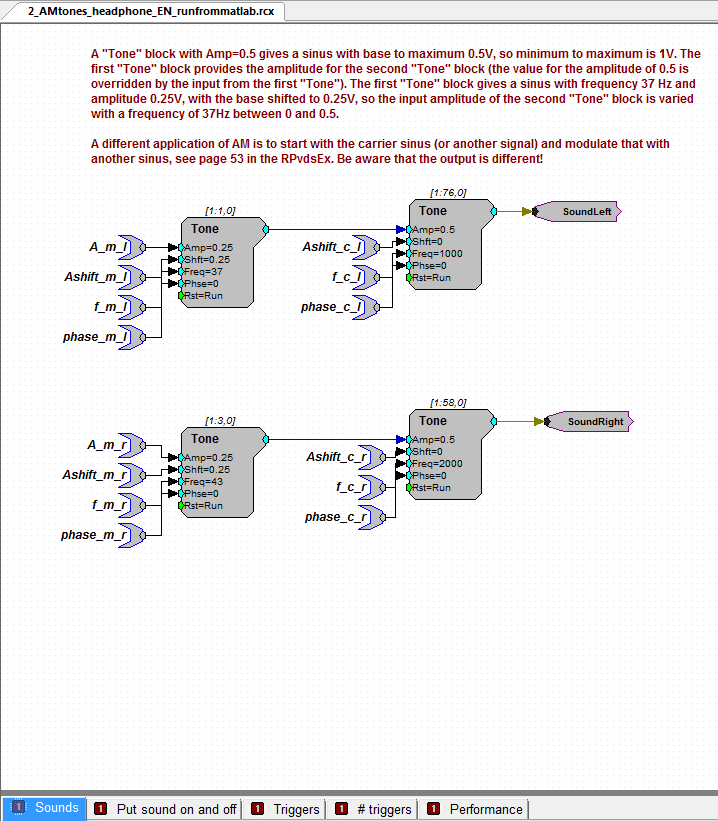 2_AMtones_headphone_EN_runfrommatlab.rcx
A "Tone" block with Amp=0.5 gives a sinus with base to maximum 0.5V, so minimum to maximum is 1V. The
first "Tone" block provides the amplitude for the second "Tone" block (the value for the amplitude of 0.5 is
overridden by the input from the first "Tone"). The first "Tone" block gives a sinus with frequency 37 Hz and
amplitude 0.25V, with the base shifted to 0.25V, so the input amplitude of the second "Tone" block is varied
with a frequency of 37Hz between 0 and 0.5.
A different application of AM is to start with the carrier sinus (or another signal) and modulate that with
another sinus, see page 53 in the RPvdsEx. Be aware that the output is different!
[1:1,0]
Tone
Amp=0.25
Shft=0.25
Freq=37
Phse=0
Rst=Run
A_m_l
Ashift_m_l
f_m_l
phase_m_l
[1:76,0]
Tone
Amp=0.5
Shft=0
Freq=1000
Phse=0
Rst=Run
Ashift_c_l
f_c_l
phase_c_l
SoundLeft
[1:3,0]
Tone
Amp=0.25
Shft=0.25
Freq=43
Phse=0
Rst=Run
A_m_r
Ashift_m_r
f_m_r
phase_m_r
[1:58,0]
Tone
Amp=0.5
Shft=0
Freq=2000
Phse=0
Rst=Run
Ashift_c_r
f_c_r
phase_c_r
SoundRight
1 Sounds
1 Put sound on and off
1 Triggers
1 # triggers
1 Performance